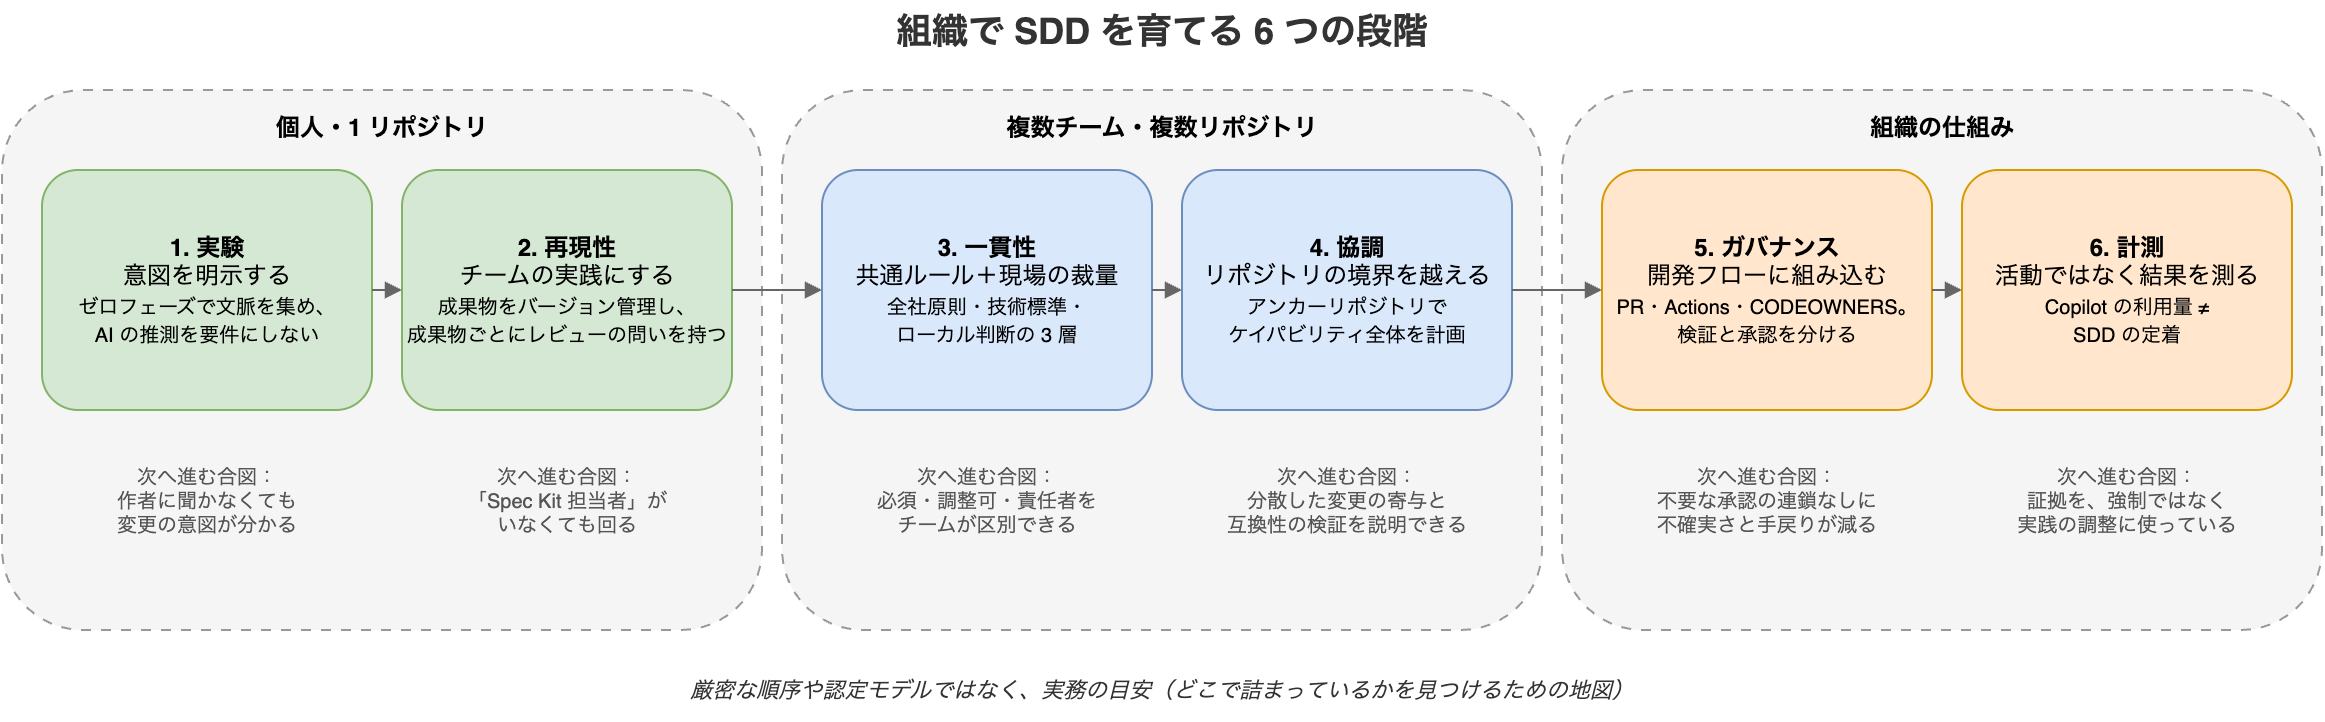 組織で SDD を育てる 6 つの段階
個人・1 リポジトリ
1. 実験
意図を明示する
ゼロフェーズで文脈を集め、
AI の推測を要件にしない
次へ進む合図：
作者に聞かなくても
変更の意図が分かる
2. 再現性
チームの実践にする
成果物をバージョン管理し、
成果物ごとにレビューの問いを持つ
次へ進む合図：
「Spec Kit 担当者」が
いなくても回る
複数チーム・複数リポジトリ
3. 一貫性
共通ルール＋現場の裁量
全社原則・技術標準・
ローカル判断の 3 層
次へ進む合図：
必須・調整可・責任者を
チームが区別できる
4. 協調
リポジトリの境界を越える
アンカーリポジトリで
ケイパビリティ全体を計画
次へ進む合図：
分散した変更の寄与と
互換性の検証を説明できる
組織の仕組み
5. ガバナンス
開発フローに組み込む
PR・Actions・CODEOWNERS。
検証と承認を分ける
次へ進む合図：
不要な承認の連鎖なしに
不確実さと手戻りが減る
6. 計測
活動ではなく結果を測る
Copilot の利用量 ≠
SDD の定着
次へ進む合図：
証拠を、強制ではなく
実践の調整に使っている
厳密な順序や認定モデルではなく、実務の目安（どこで詰まっているかを見つけるための地図）